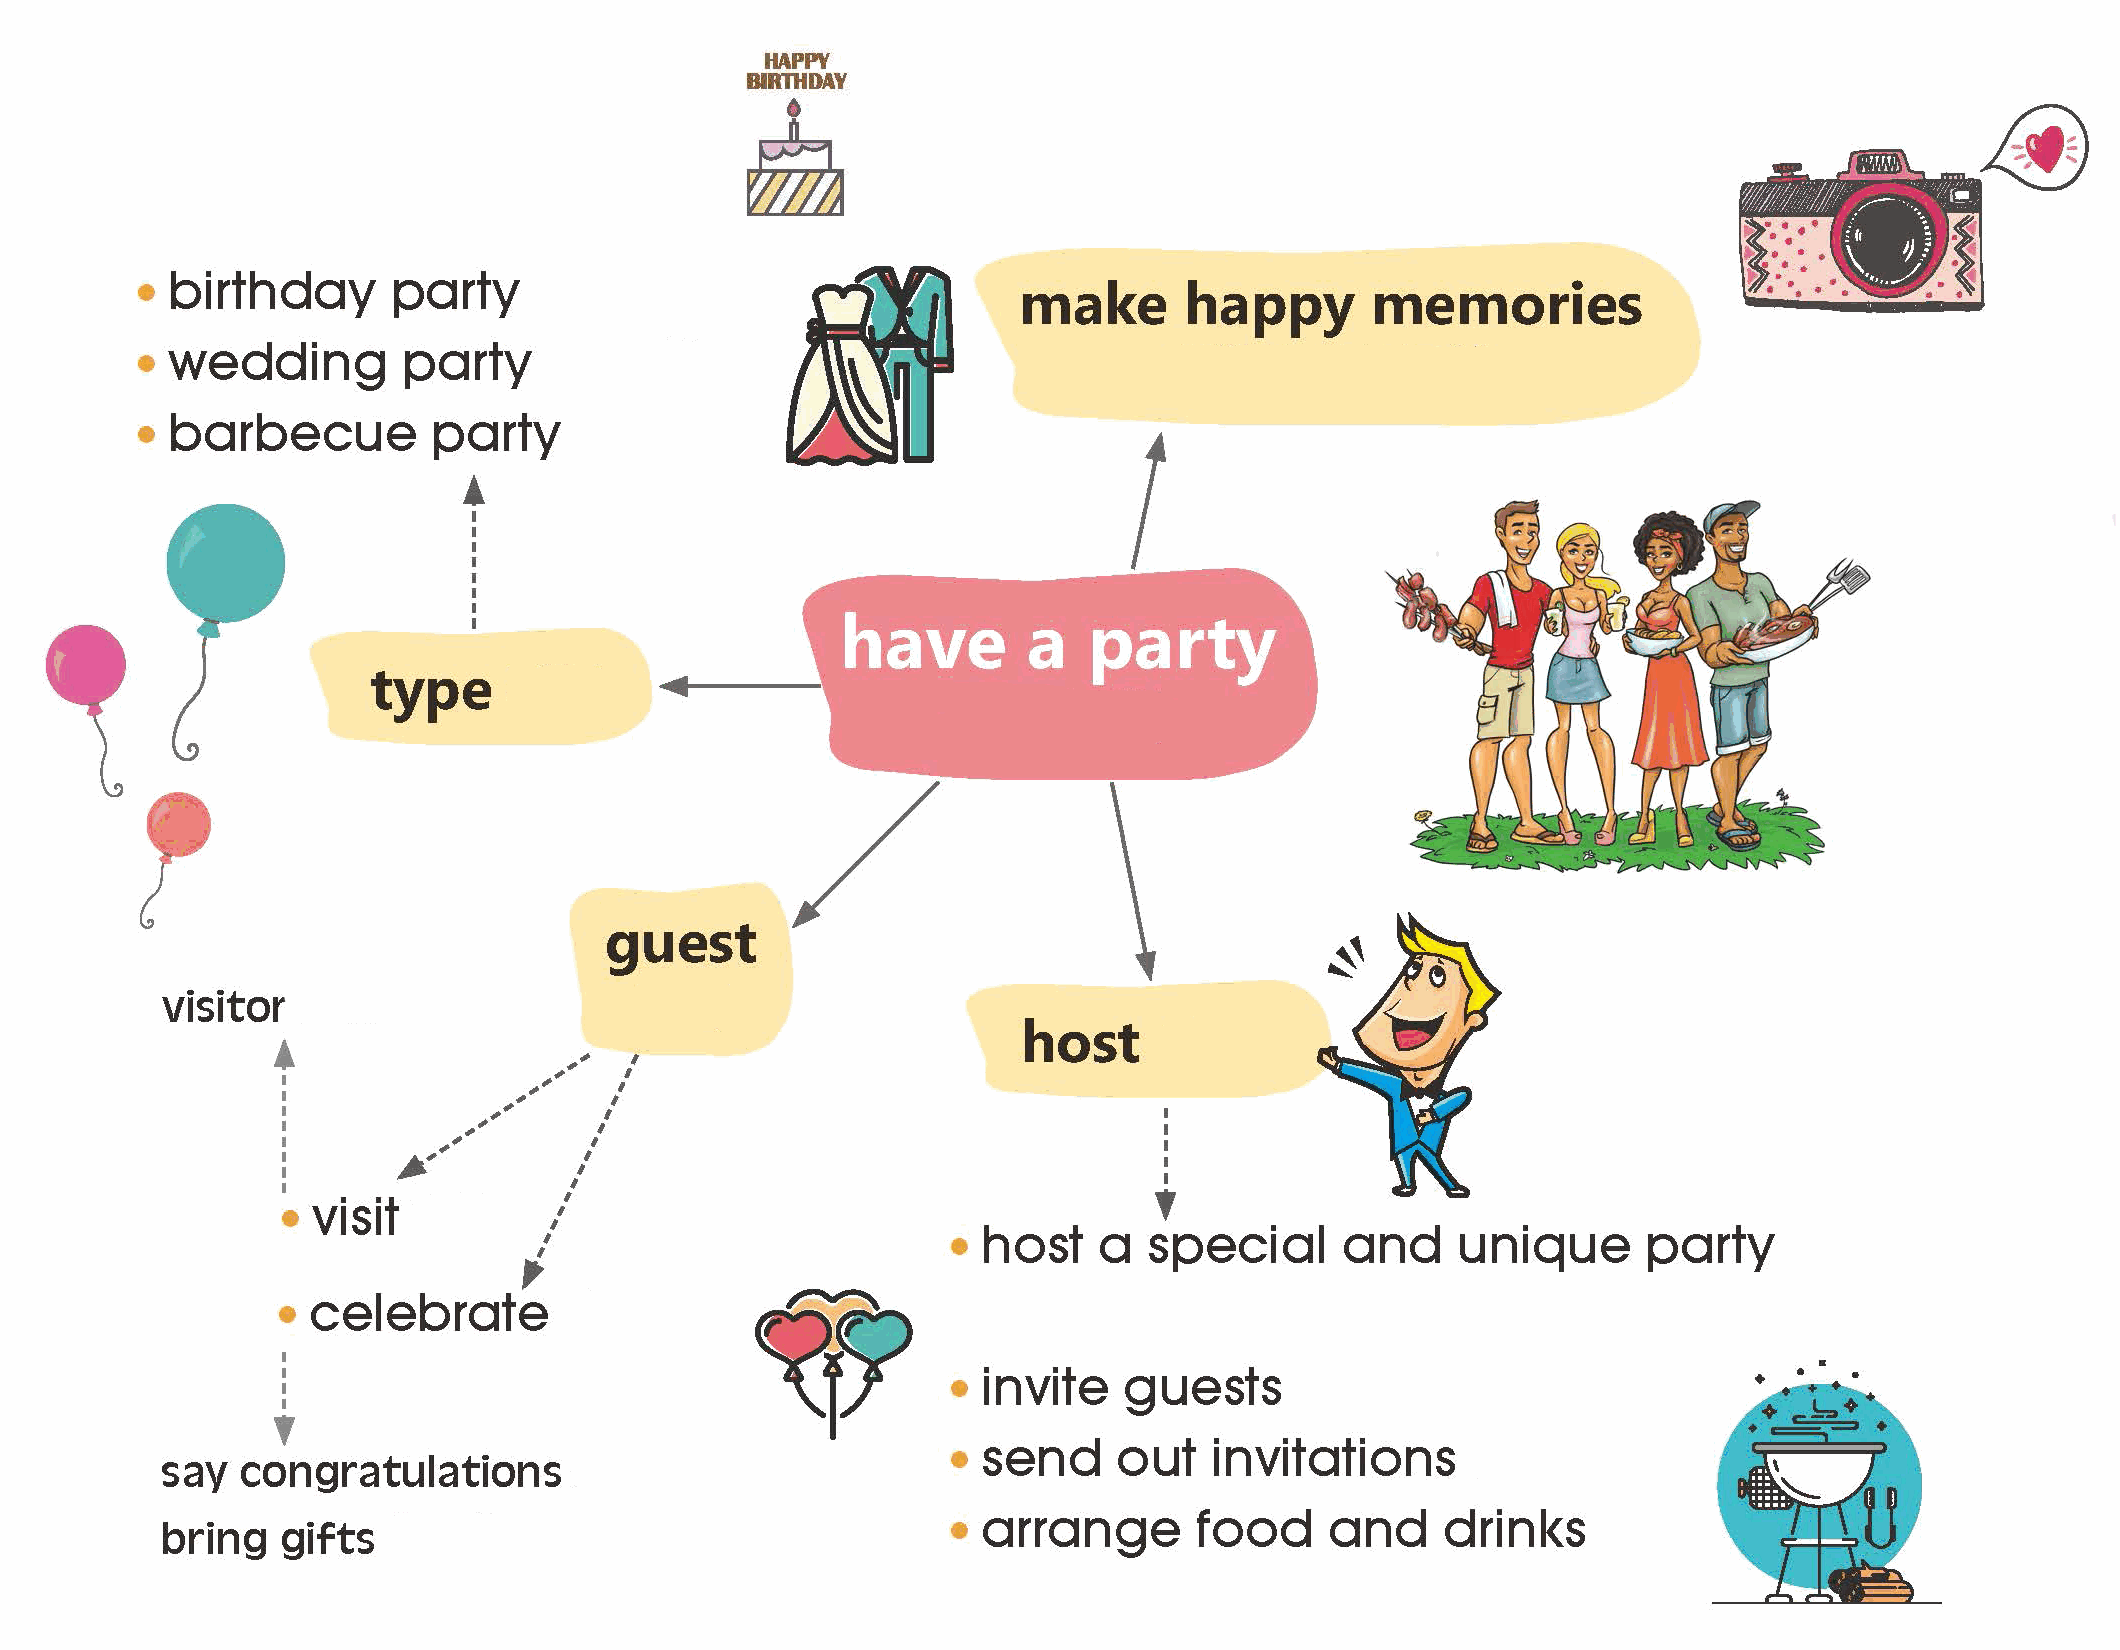 HAPPY
BIRTHDAY
make happy memories
• birthday party
• wedding party
• barbecue party
have a party
type
guest
host
visitor
• visit
• celebrate
say congratulations
bring gifts
• host a special and unique party
• invite guests
• send out invitations
• arrange food and drinks